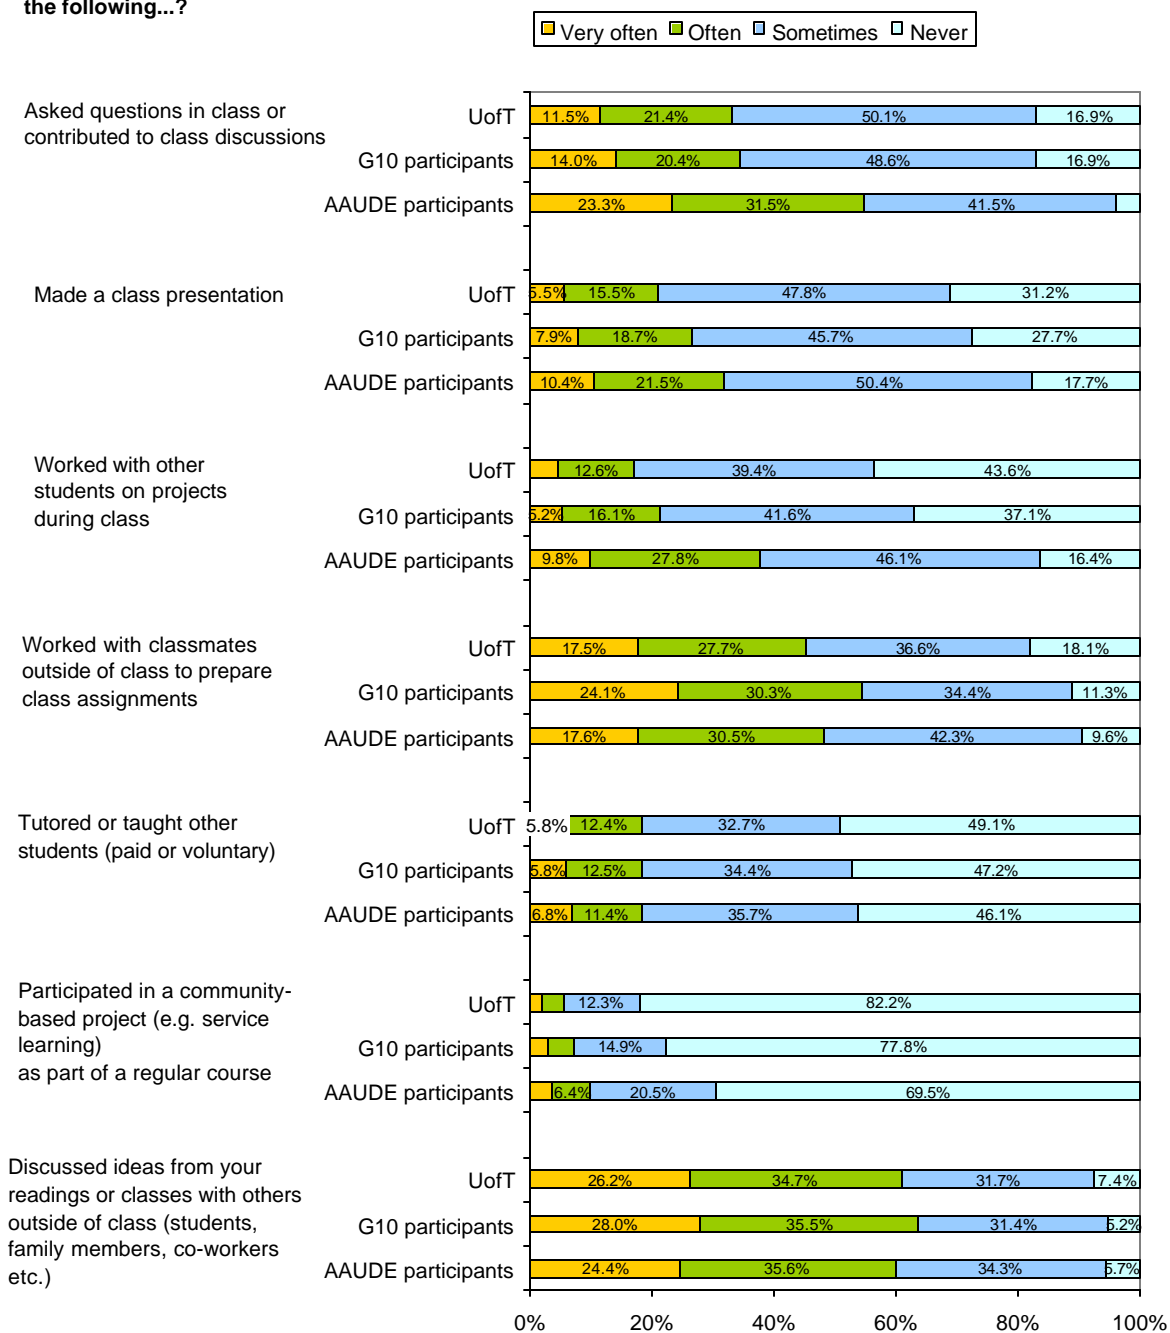 the following...?
Very often Often Sometimes Never
Asked questions in class or
contributed to class discussions
UofT 11.5% 21.4% 50.1% 16.9%
G10 participants 14.0% 20.4% 48.6% 16.9%
AAUDE participants 23.3% 31.5% 41.5%
Made a class presentation
UofT 5.5% 15.5% 47.8% 31.2%
G10 participants 7.9% 18.7% 45.7% 27.7%
AAUDE participants 10.4% 21.5% 50.4% 17.7%
Worked with other
students on projects
during class
UofT 12.6% 39.4% 43.6%
G10 participants 5.2% 16.1% 41.6% 37.1%
AAUDE participants 9.8% 27.8% 46.1% 16.4%
Worked with classmates
outside of class to prepare
class assignments
UofT 17.5% 27.7% 36.6% 18.1%
G10 participants 24.1% 30.3% 34.4% 11.3%
AAUDE participants 17.6% 30.5% 42.3% 9.6%
Tutored or taught other
students (paid or voluntary)
UofT 5.8% 12.4% 32.7% 49.1%
G10 participants 5.8% 12.5% 34.4% 47.2%
AAUDE participants 6.8% 11.4% 35.7% 46.1%
Participated in a community-
based project (e.g. service
learning)
as part of a regular course
UofT 12.3% 82.2%
G10 participants 14.9% 77.8%
AAUDE participants 6.4% 20.5% 69.5%
Discussed ideas from your
readings or classes with others
outside of class (students,
family members, co-workers
etc.)
UofT 26.2% 34.7% 31.7% 7.4%
G10 participants 28.0% 35.5% 31.4% 5.2%
AAUDE participants 24.4% 35.6% 34.3% 5.7%
0% 20% 40% 60% 80% 100%